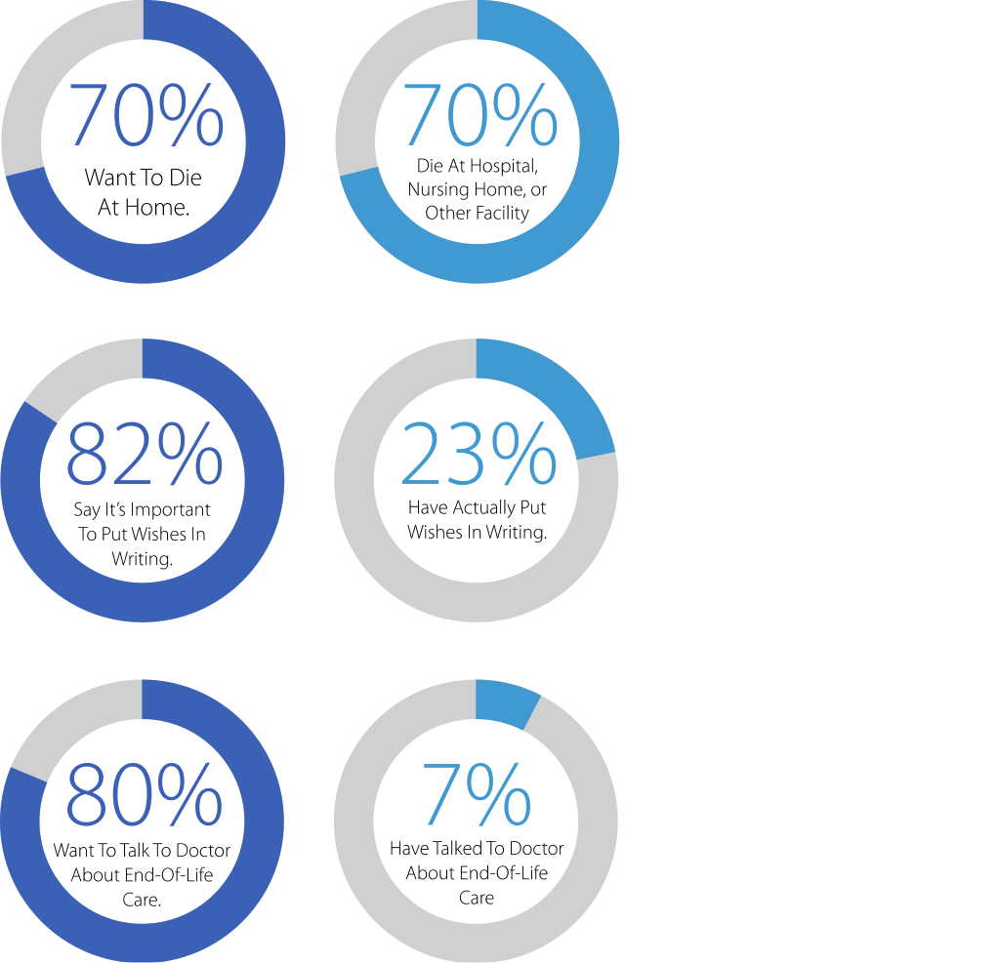 70%
Want To Die
At Home.
70%
Die At Hospital,
Nursing Home, or
Other Facility
82%
Say It's Important
To Put Wishes In
Writing.
23%
Have Actually Put
Wishes In Writing.
80%
Want To Talk To Doctor
About End-Of-Life
Care.
7%
Have Talked To Doctor
About End-Of-Life
Care